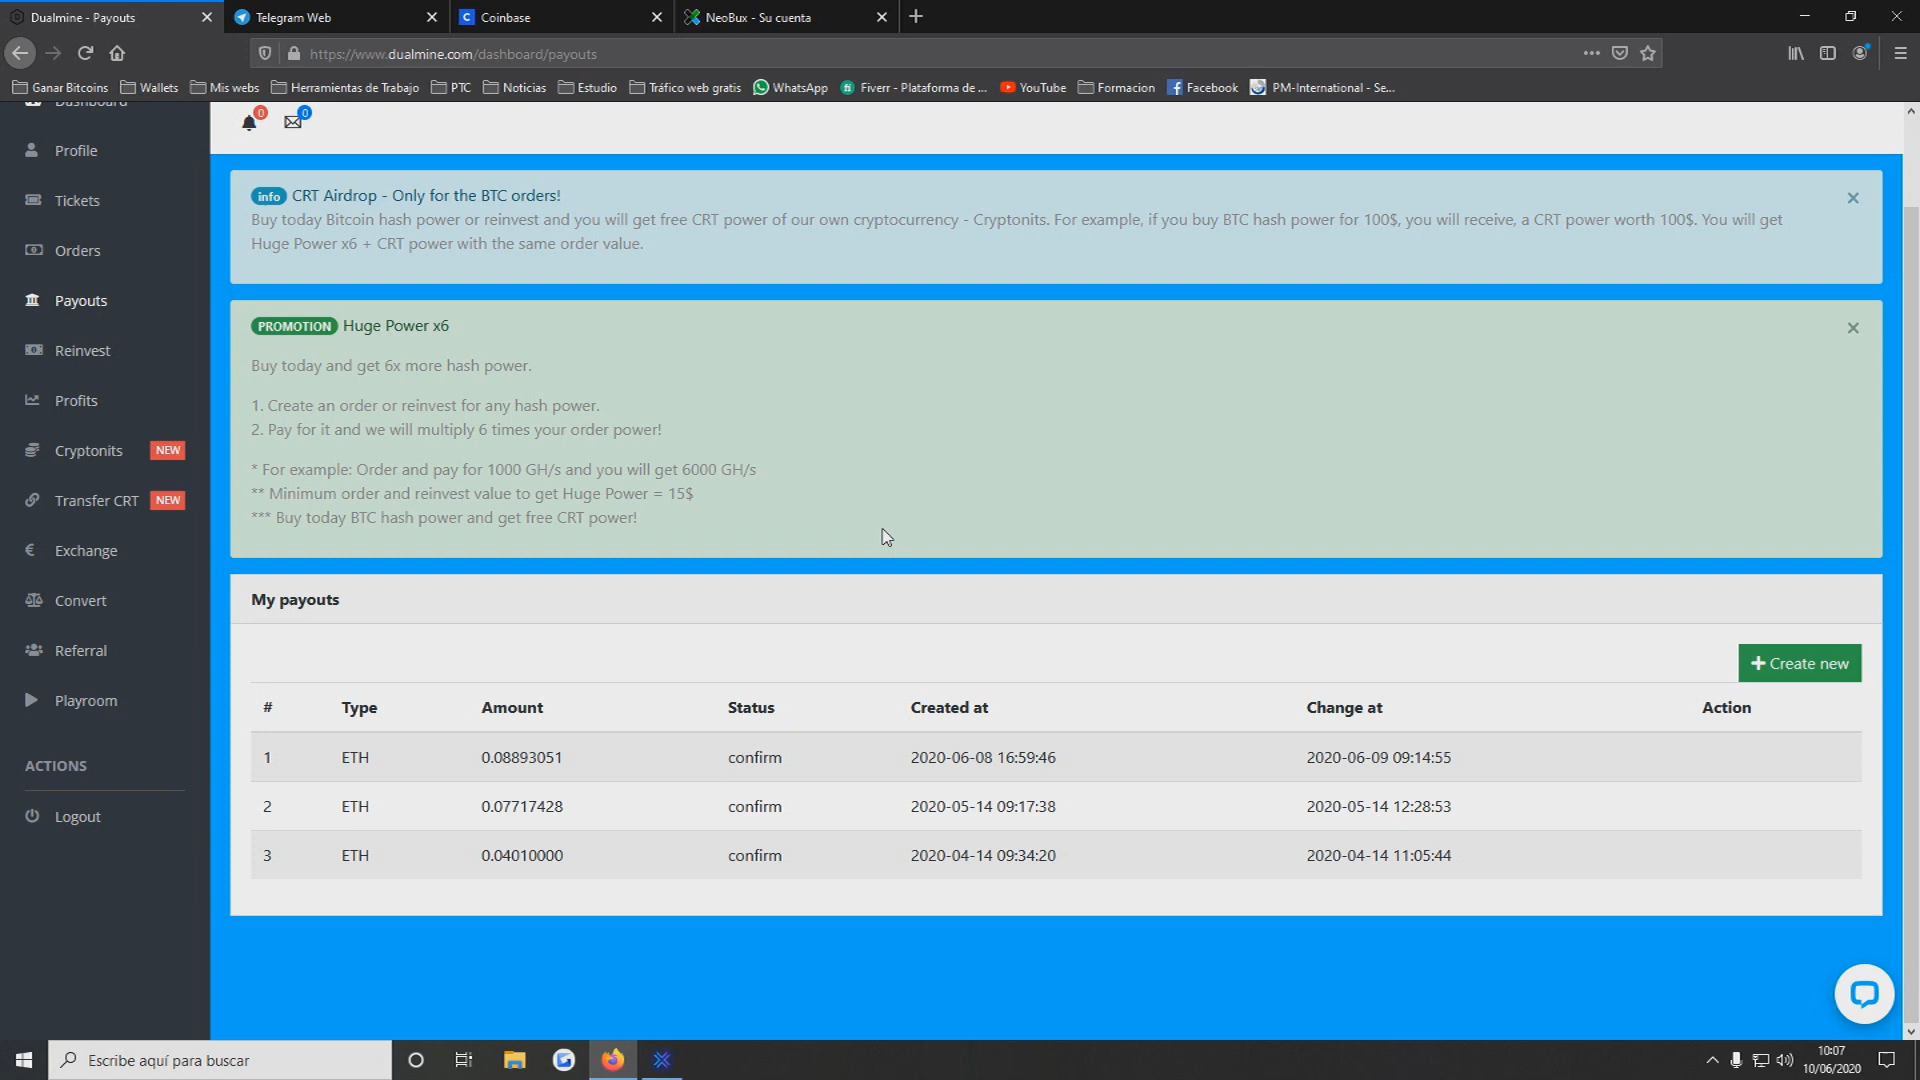 Dualmine - Payouts
Telegram Web
Coinbase
NeoBux - Su cuenta
https://www.dualmine.com/dashboard/payouts
Ganar Bitcoins
Wallets
Mis webs
Herramientas de Trabajo
PTC
Noticias
Estudio
Tráfico web gratis
WhatsApp
Fiverr - Plataforma de ...
YouTube
Formacion
Facebook
PM-International - Se...
Dashboard
Profile
Tickets
Orders
Payouts
Reinvest
Profits
Cryptonits NEW
Transfer CRT NEW
Exchange
Convert
Referral
Playroom
ACTIONS
Logout
0
0
info CRT Airdrop - Only for the BTC orders!
Buy today Bitcoin hash power or reinvest and you will get free CRT power of our own cryptocurrency - Cryptonits. For example, if you buy BTC hash power for 100$, you will receive, a CRT power worth 100$. You will get
Huge Power x6 + CRT power with the same order value.
PROMOTION Huge Power x6
Buy today and get 6x more hash power.
1. Create an order or reinvest for any hash power.
2. Pay for it and we will multiply 6 times your order power!
* For example: Order and pay for 1000 GH/s and you will get 6000 GH/s
** Minimum order and reinvest value to get Huge Power = 15$
*** Buy today BTC hash power and get free CRT power!
My payouts
Create new
# Type Amount Status Created at Change at Action
1 ETH 0.08893051 confirm 2020-06-08 16:59:46 2020-06-09 09:14:55
2 ETH 0.07717428 confirm 2020-05-14 09:17:38 2020-05-14 12:28:53
3 ETH 0.04010000 confirm 2020-04-14 09:34:20 2020-04-14 11:05:44
Escribe aquí para buscar
10:07
10/06/2020